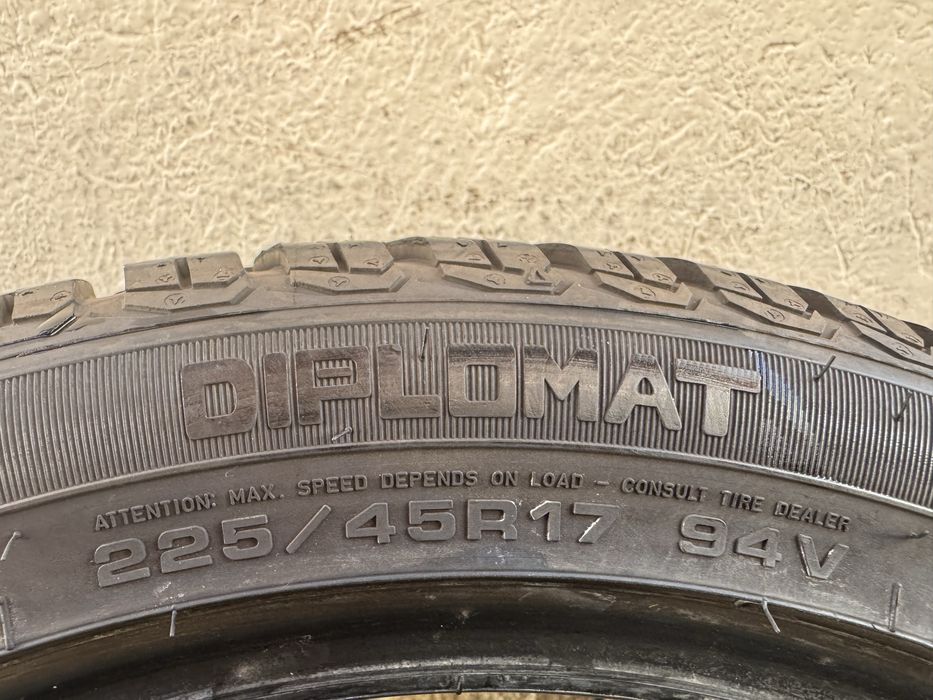 DIPLOMAT
ATTENTION: MAX. SPEED DEPENDS ON LOAD – CONSULT TIRE DEALER
225/45R17 94V